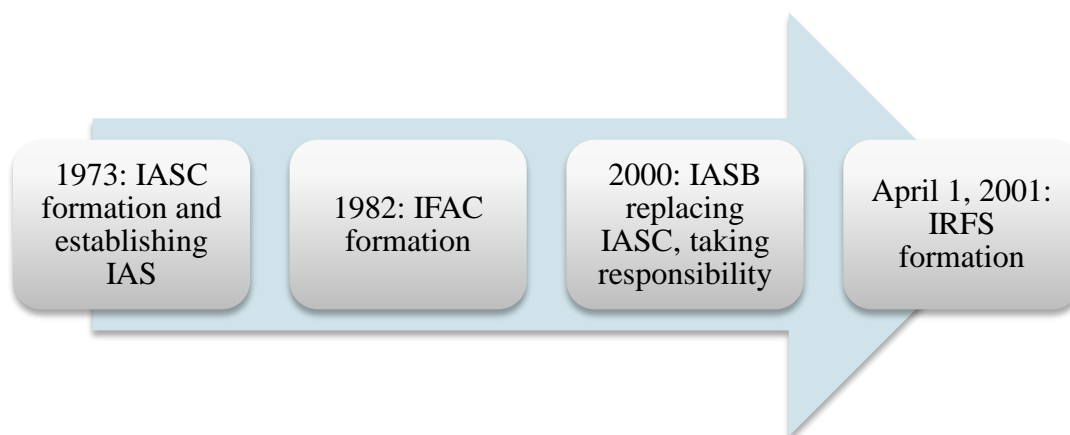 1973: IASC
formation and
establishing
IAS
1982: IFAC
formation
2000: IASB
replacing
IASC, taking
responsibility
April 1, 2001:
IRFS
formation